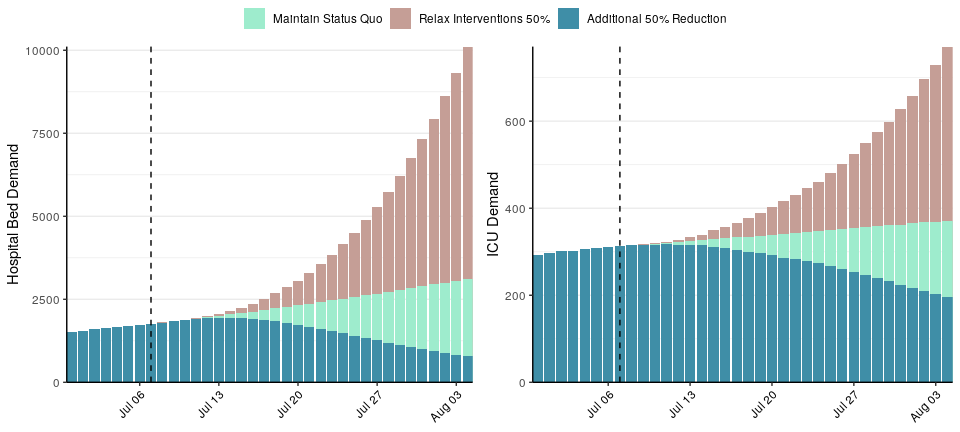 Maintain Status Quo Relax Interventions 50% Additional 50% Reduction
Hospital Bed Demand
10000
7500
5000
2500
0
Jul 06 Jul 13 Jul 20 Jul 27 Aug 03
ICU Demand
600
400
200
0
Jul 06 Jul 13 Jul 20 Jul 27 Aug 03